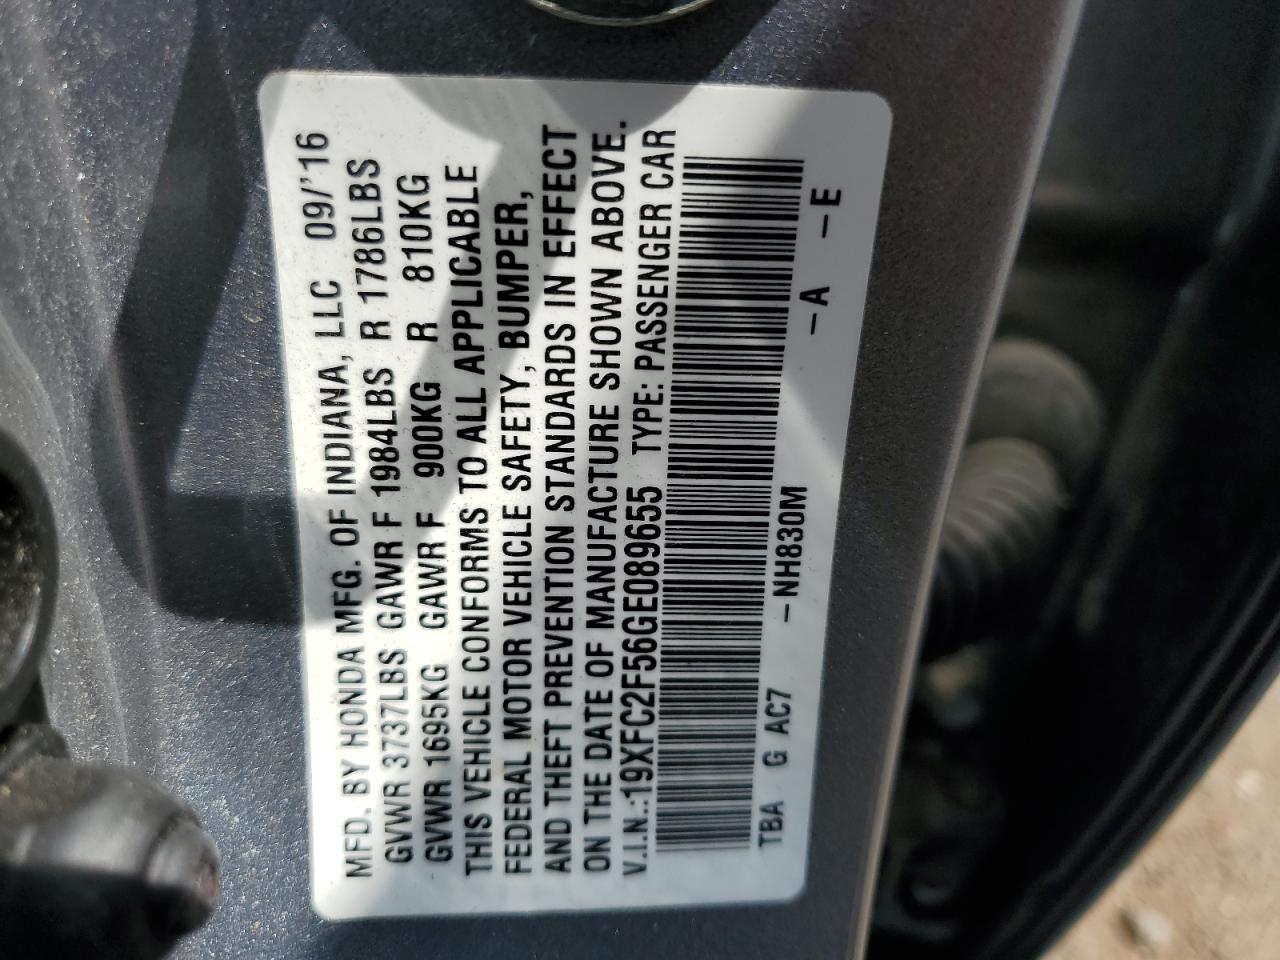 MFD. BY HONDA MFG. OF INDIANA, LLC 09/'16
GVWR 3737LBS GAWR F 1984LBS R 1786LBS
GVWR 1695KG GAWR F 900KG R 810KG
THIS VEHICLE CONFORMS TO ALL APPLICABLE
FEDERAL MOTOR VEHICLE SAFETY, BUMPER,
AND THEFT PREVENTION STANDARDS IN EFFECT
ON THE DATE OF MANUFACTURE SHOWN ABOVE.
V.I.N.:19XFC2F56GE089655 TYPE: PASSENGER CAR
TBA G AC7 -NH830M -A -E